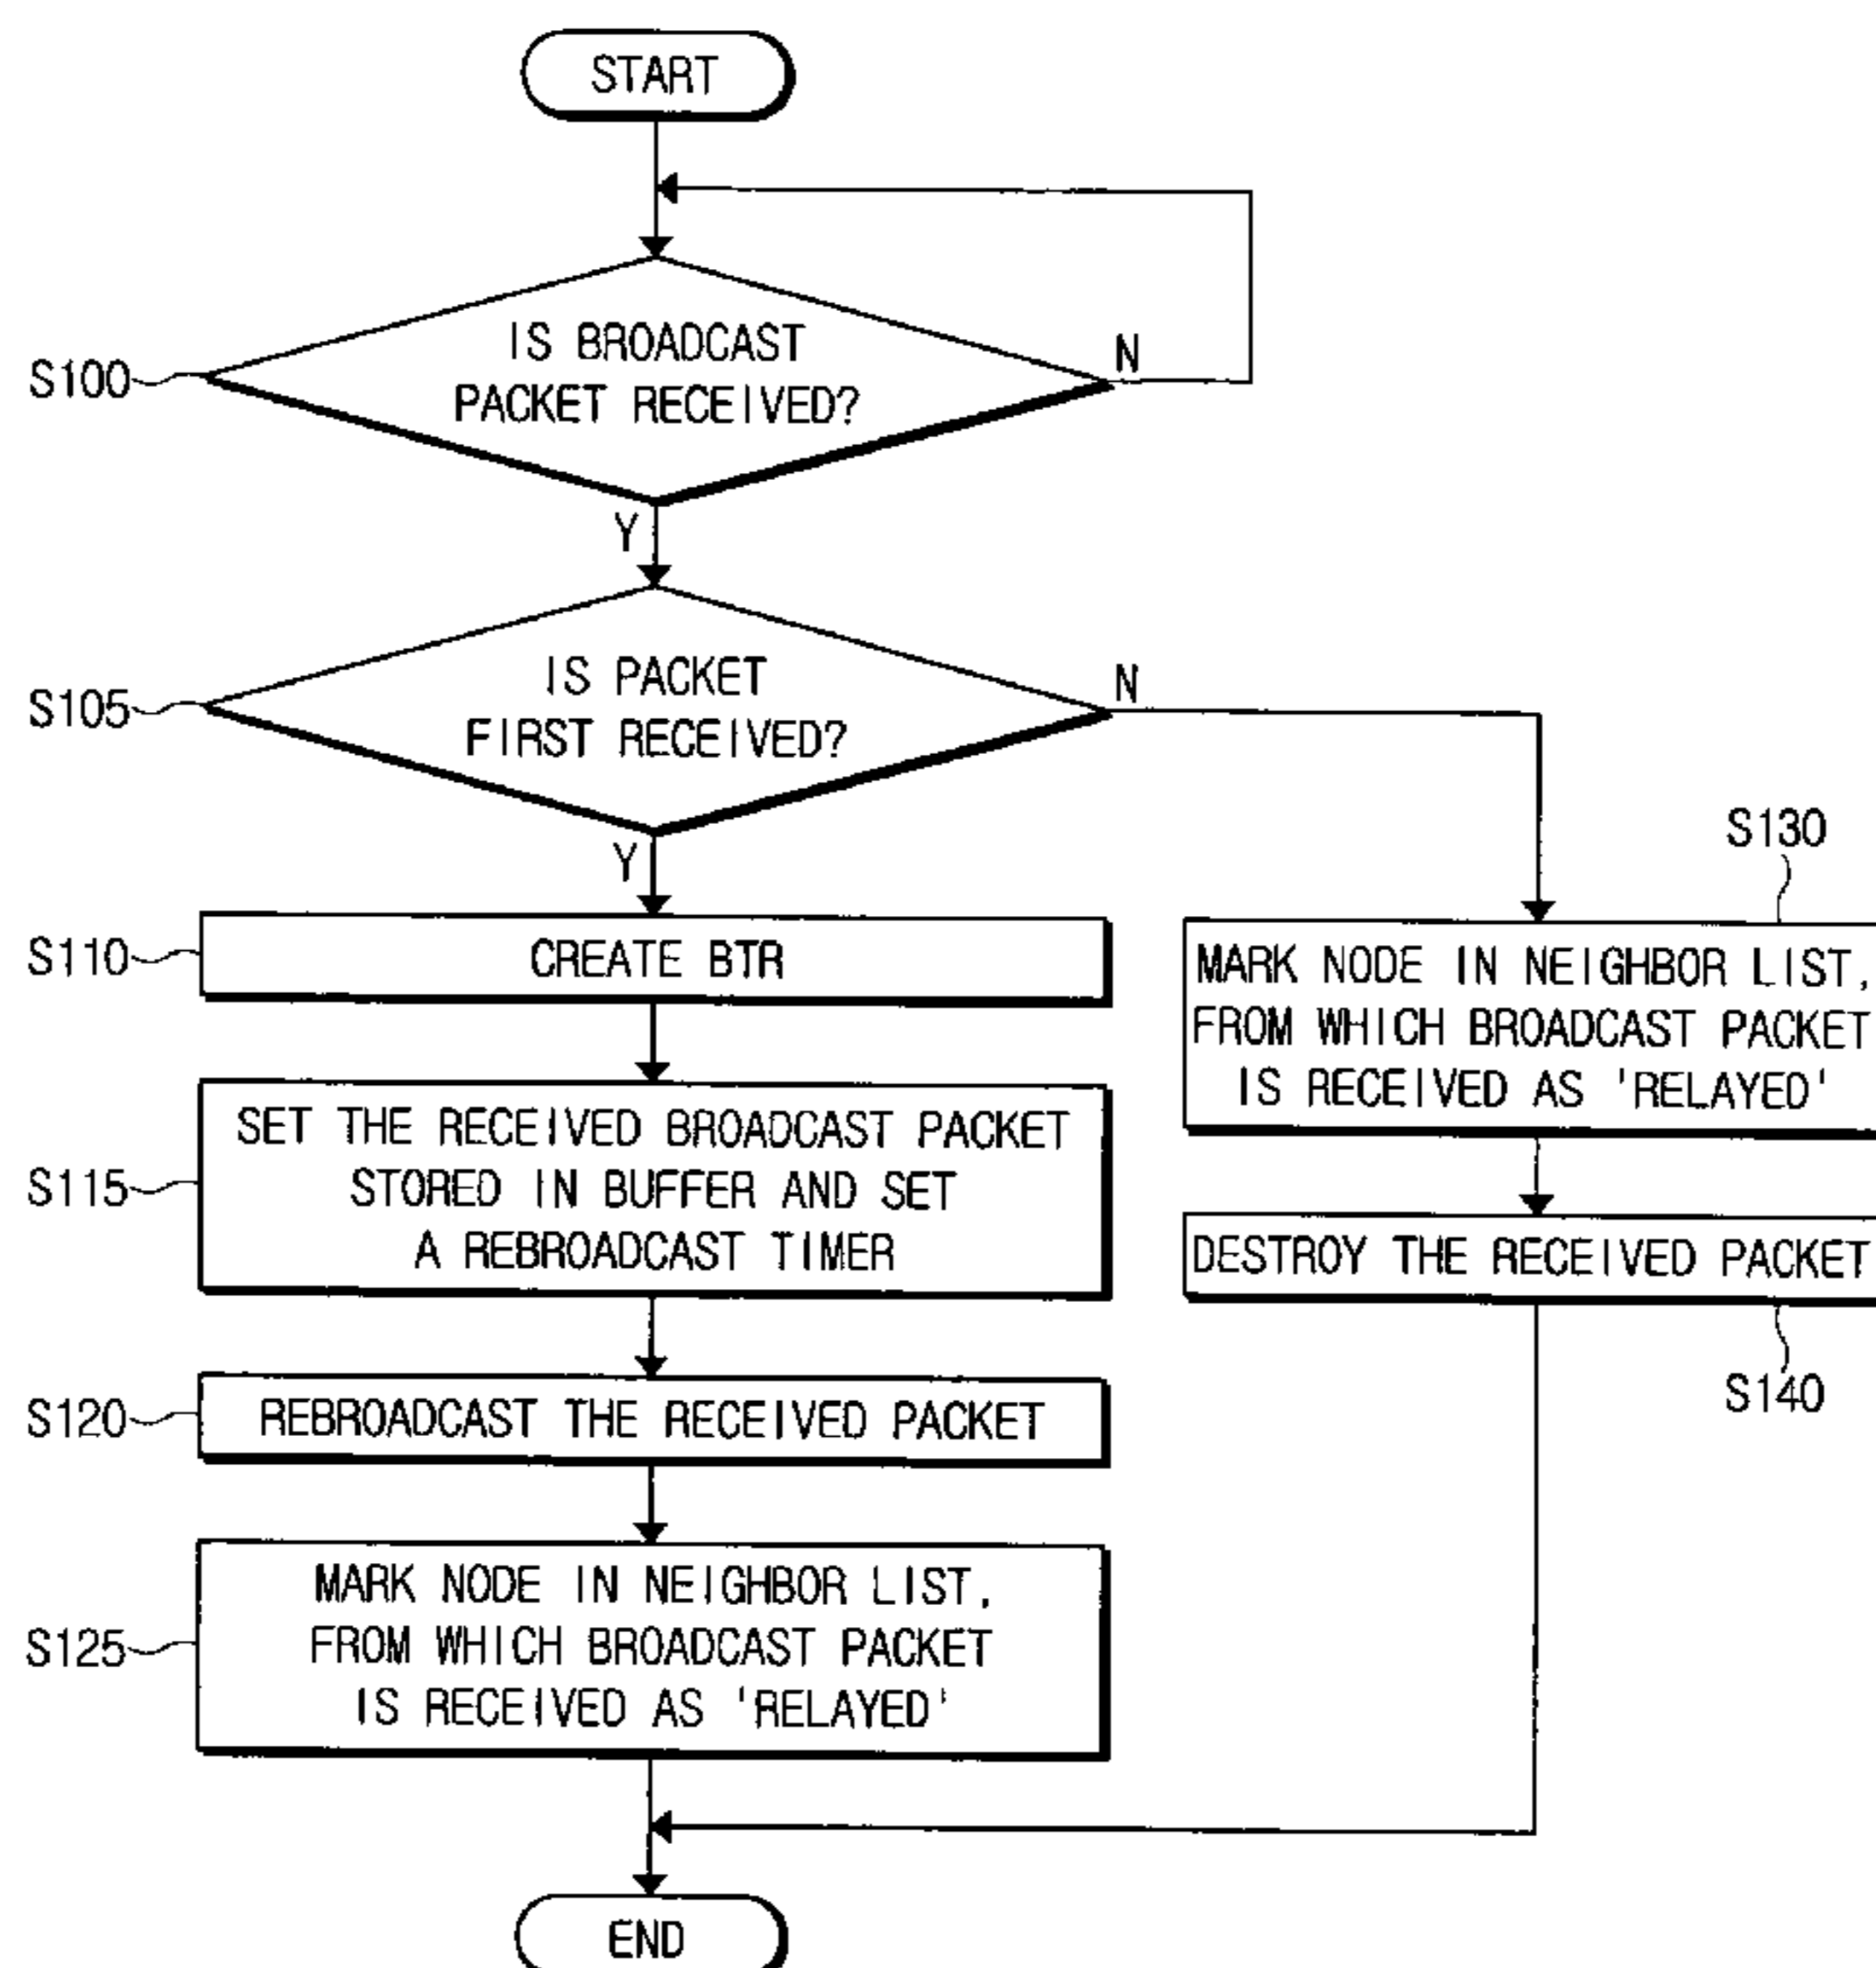 START
S100
IS BROADCAST
PACKET RECEIVED?
N
Y
S105
IS PACKET
FIRST RECEIVED?
N
Y
S110
CREATE BTR
S115
SET THE RECEIVED BROADCAST PACKET
STORED IN BUFFER AND SET
A REBROADCAST TIMER
S120
REBROADCAST THE RECEIVED PACKET
S125
MARK NODE IN NEIGHBOR LIST,
FROM WHICH BROADCAST PACKET
IS RECEIVED AS 'RELAYED'
S130
MARK NODE IN NEIGHBOR LIST,
FROM WHICH BROADCAST PACKET
IS RECEIVED AS 'RELAYED'
DESTROY THE RECEIVED PACKET
S140
END